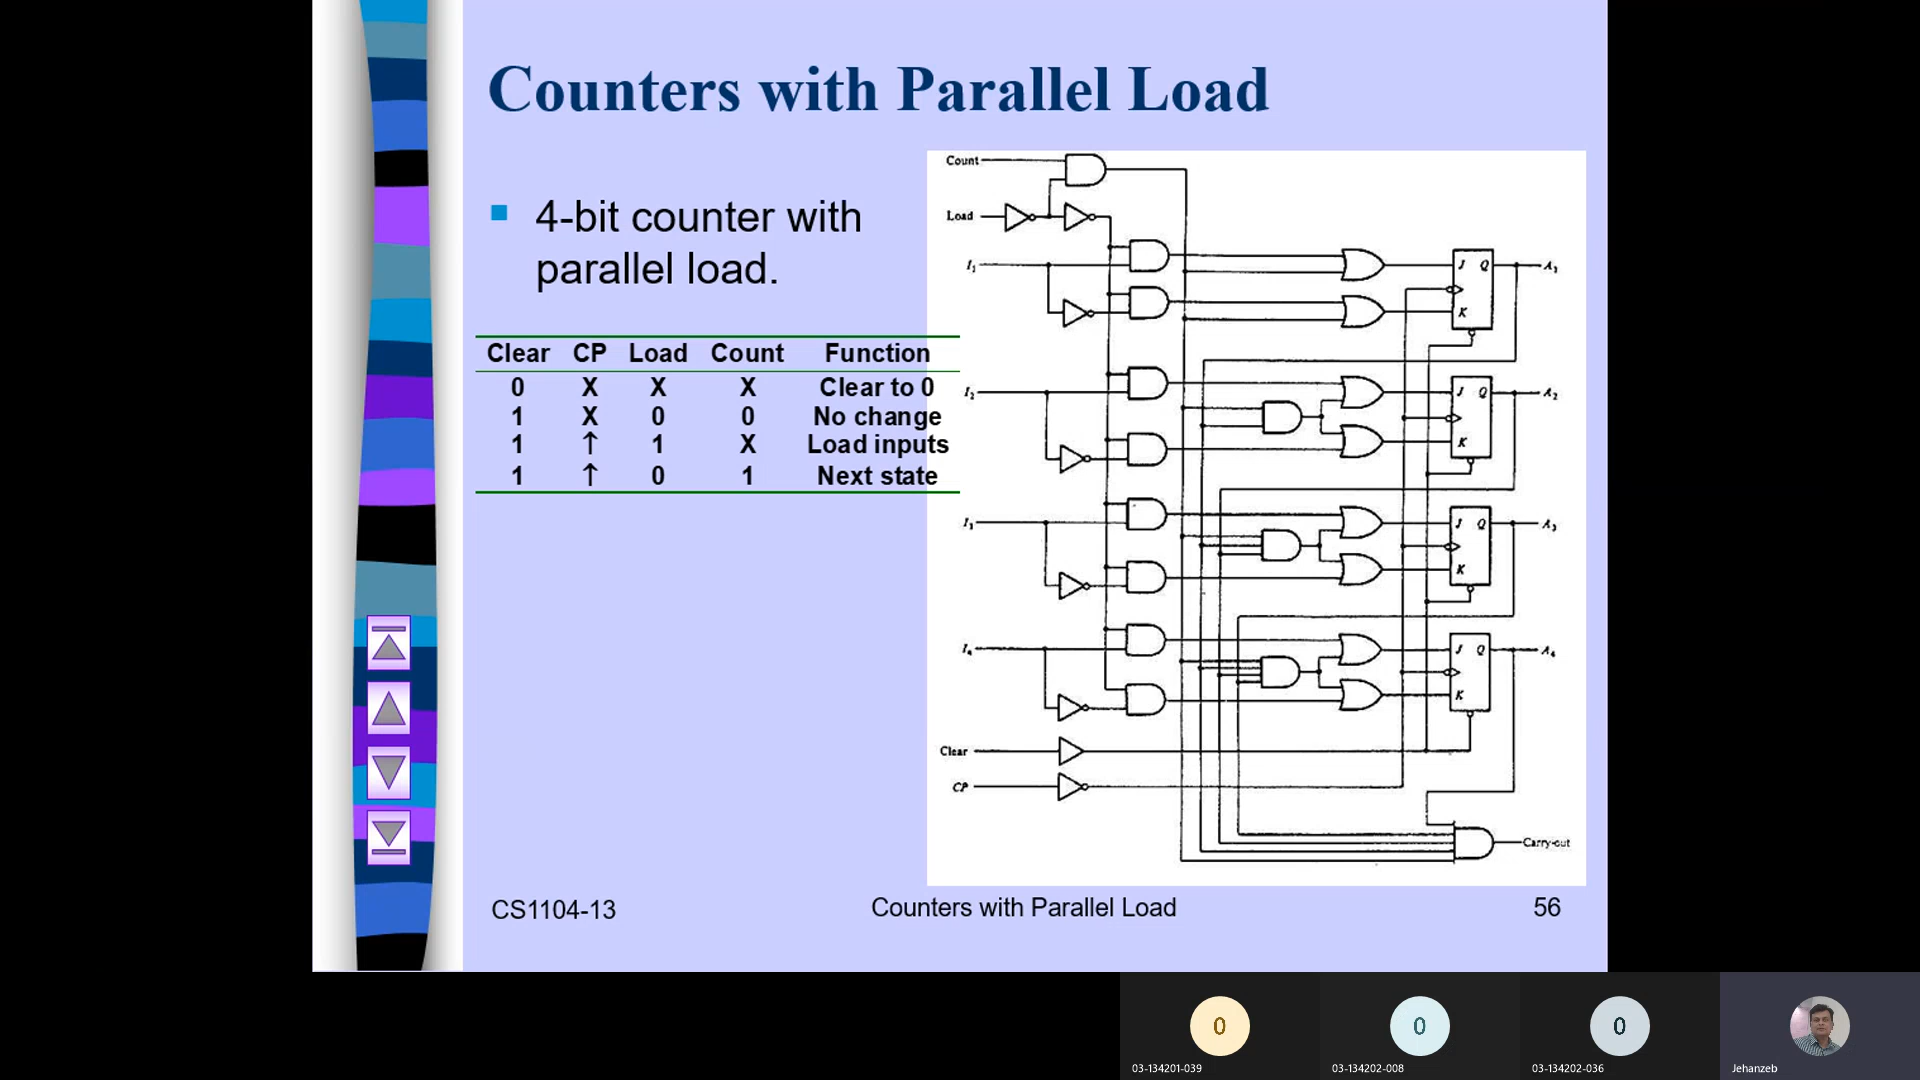 Counters with Parallel Load
4-bit counter with
parallel load.
Clear CP Load Count Function
0 X X X Clear to 0
1 X 0 0 No change
1 ↑ 1 X Load inputs
1 ↑ 0 1 Next state
Count
Load
I₁
J Q A₁
K
I₂
J Q A₂
K
I₃
J Q A₃
K
I₄
J Q A₄
K
Clear
CP
Carry-out
CS1104-13 Counters with Parallel Load 56
0 0 0
03-134201-039 03-134202-008 03-134202-036 Jehanzeb